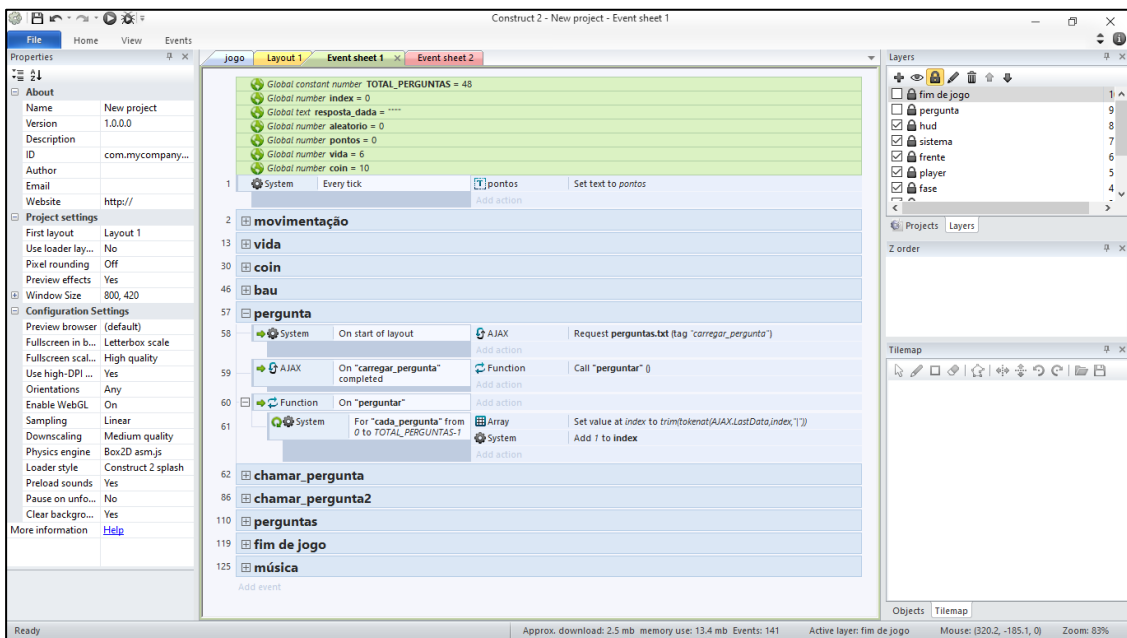 Construct 2 - New project - Event sheet 1
File Home View Events
Properties
About
Name New project
Version 1.0.0.0
Description
ID com.mycompany...
Author
Email
Website http://
Project settings
First layout Layout 1
Use loader lay... No
Pixel rounding Off
Preview effects Yes
Window Size 800, 420
Configuration Settings
Preview browser (default)
Fullscreen in b... Letterbox scale
Fullscreen scal... High quality
Use high-DPI ... Yes
Orientations Any
Enable WebGL On
Sampling Linear
Downscaling Medium quality
Physics engine Box2D asm.js
Loader style Construct 2 splash
Preload sounds Yes
Pause on unfo... No
Clear backgro... Yes
More information Help
jogo Layout 1 Event sheet 1 Event sheet 2
Global constant number TOTAL_PERGUNTAS = 48
Global number index = 0
Global text resposta_dada = """"
Global number aleatorio = 0
Global number pontos = 0
Global number vida = 6
Global number coin = 10
1 System Every tick T pontos Set text to pontos
Add action
2 movimentação
13 vida
30 coin
46 bau
57 pergunta
58 System On start of layout AJAX Request perguntas.txt (tag "carregar_pergunta")
Add action
59 AJAX On "carregar_pergunta" completed Function Call "perguntar" ()
Add action
60 Function On "perguntar" Add action
61 System For "cada_pergunta" from 0 to TOTAL_PERGUNTAS-1 Array Set value at index to trim(tokenat(AJAX.LastData,index,"|"))
System Add 1 to index
Add action
62 chamar_pergunta
86 chamar_pergunta2
110 perguntas
119 fim de jogo
125 música
Add event
Layers
fim de jogo
pergunta 9
hud 8
sistema 7
frente 6
player 5
fase 4
Projects Layers
Z order
Tilemap
Objects Tilemap
Ready Approx. download: 2.5 mb memory use: 13.4 mb Events: 141 Active layer: fim de jogo Mouse: (320.2, -185.1, 0) Zoom: 83%